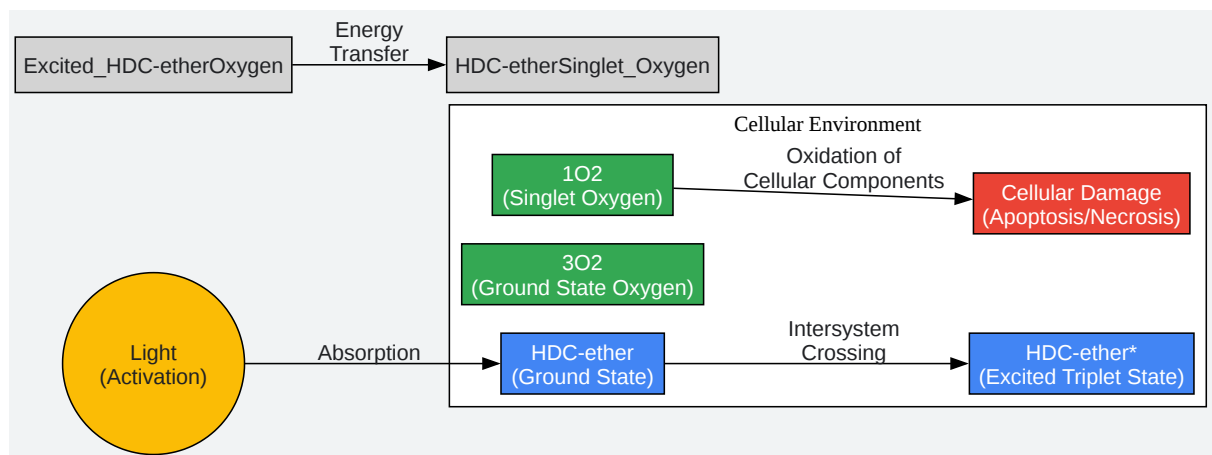 Energy
Transfer
Excited_HDC-etherOxygen
HDC-etherSinglet_Oxygen
Cellular Environment
1O2
(Singlet Oxygen)
Oxidation of
Cellular Components
Cellular Damage
(Apoptosis/Necrosis)
3O2
(Ground State Oxygen)
Light
(Activation)
Absorption
HDC-ether
(Ground State)
Intersystem
Crossing
HDC-ether*
(Excited Triplet State)